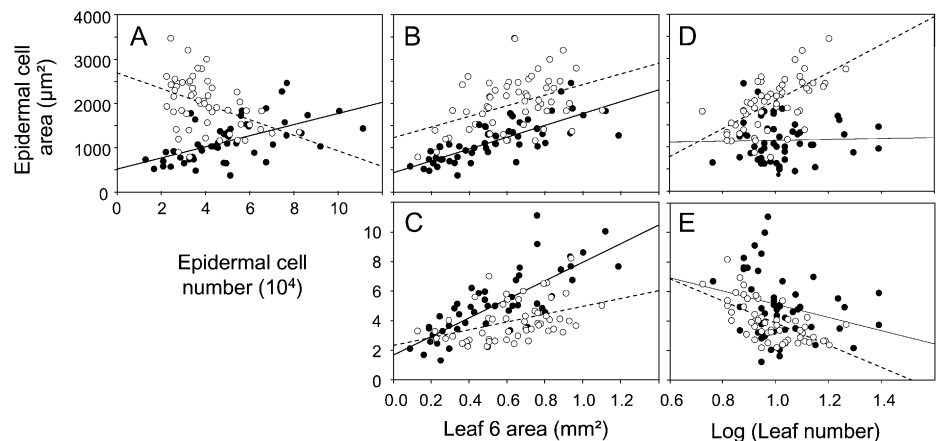 A
B
D
4000
3000
2000
1000
0
Epidermal cell
area (µm²)
0 2 4 6 8 10
Epidermal cell
number (10⁴)
C
E
10
8
6
4
2
0
0.0 0.2 0.4 0.6 0.8 1.0 1.2
0.6 0.8 1.0 1.2 1.4
Leaf 6 area (mm²)
Log (Leaf number)